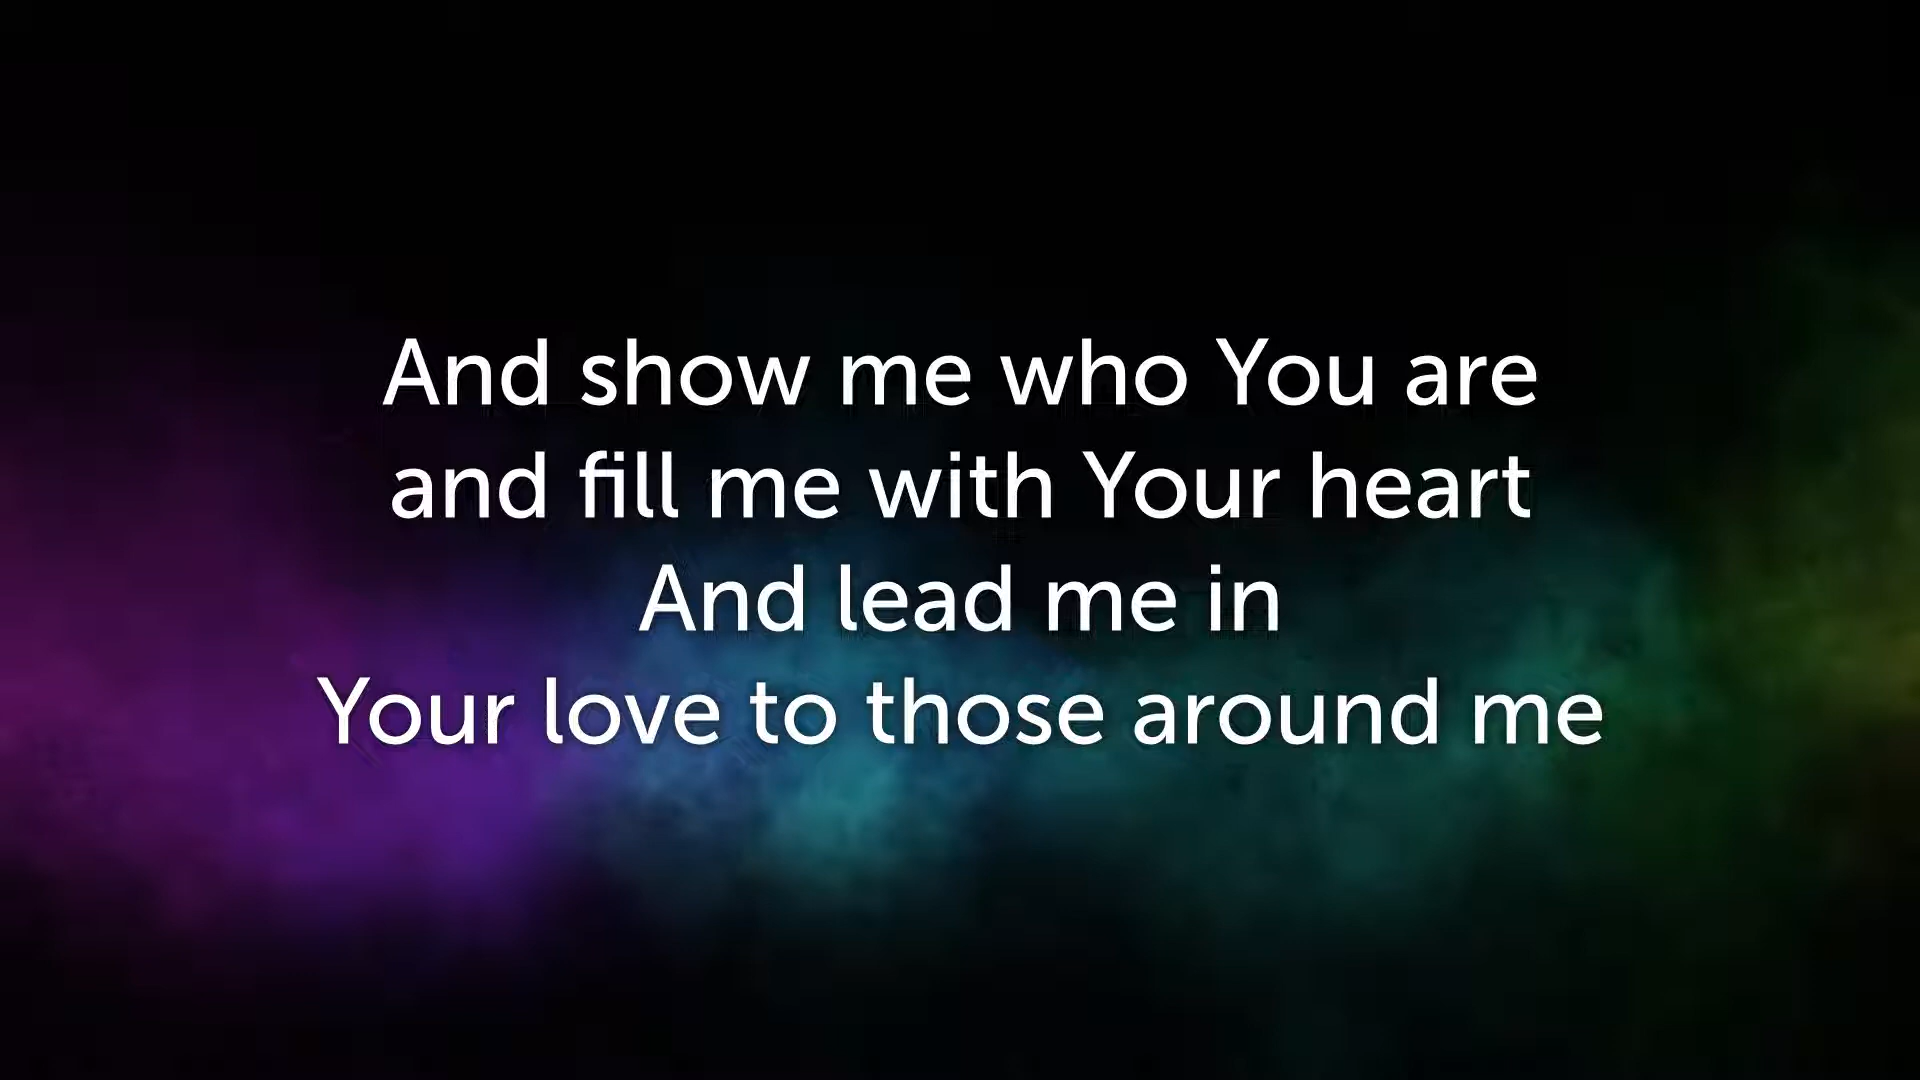 And show me who You are
and fill me with Your heart
And lead me in
Your love to those around me